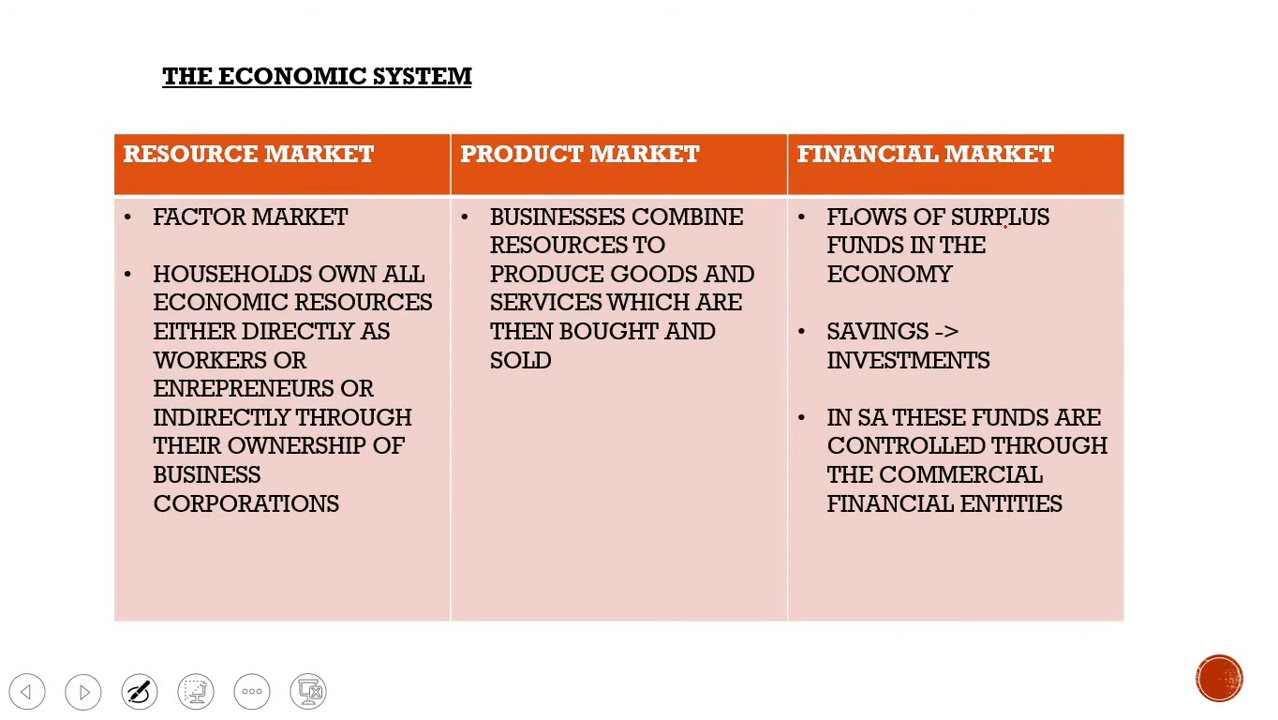 THE ECONOMIC SYSTEM
RESOURCE MARKET
PRODUCT MARKET
FINANCIAL MARKET
• FACTOR MARKET
• HOUSEHOLDS OWN ALL
ECONOMIC RESOURCES
EITHER DIRECTLY AS
WORKERS OR
ENREPRENEURS OR
INDIRECTLY THROUGH
THEIR OWNERSHIP OF
BUSINESS
CORPORATIONS
• BUSINESSES COMBINE
RESOURCES TO
PRODUCE GOODS AND
SERVICES WHICH ARE
THEN BOUGHT AND
SOLD
• FLOWS OF SURPLUS
FUNDS IN THE
ECONOMY
• SAVINGS ->
INVESTMENTS
• IN SA THESE FUNDS ARE
CONTROLLED THROUGH
THE COMMERCIAL
FINANCIAL ENTITIES